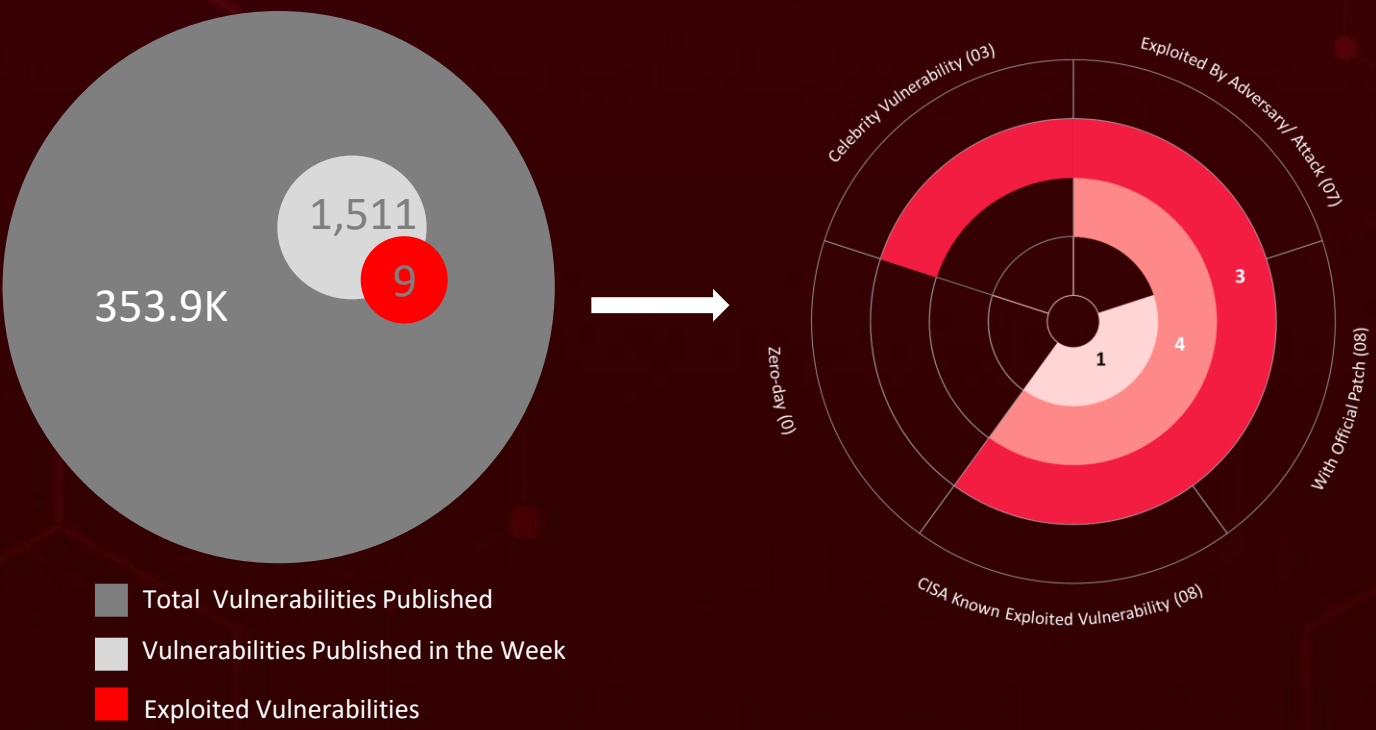 353.9K
1,511
9
Total Vulnerabilities Published
Vulnerabilities Published in the Week
Exploited Vulnerabilities
Celebrity Vulnerability (03)
Exploited By Adversary/ Attack (07)
3
4
1
Zero-day (0)
With Official Patch (08)
CISA Known Exploited Vulnerability (08)